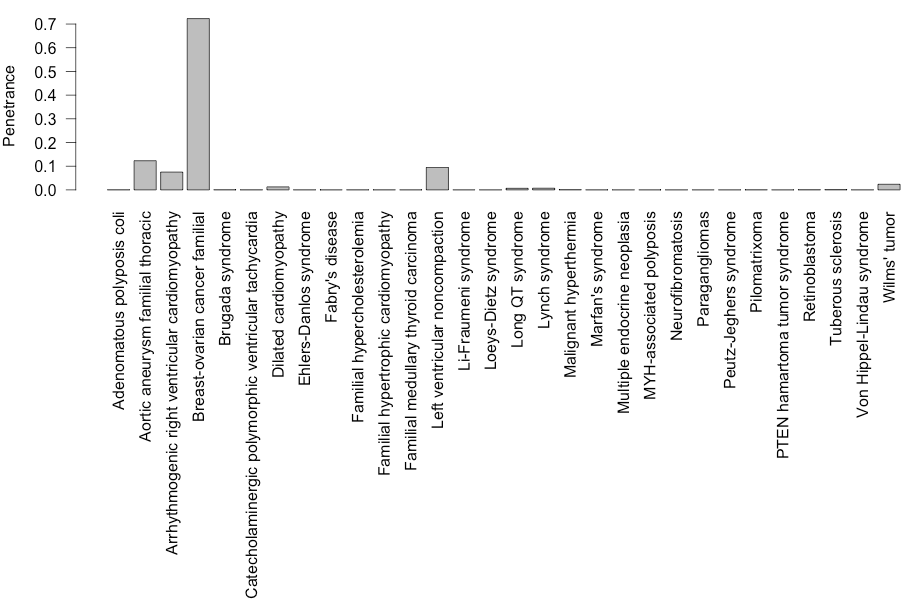 Penetrance
0.7
0.6
0.5
0.4
0.3
0.2
0.1
0.0
Adenomatous polyposis coli
Aortic aneurysm familial thoracic
Arrhythmogenic right ventricular cardiomyopathy
Breast-ovarian cancer familial
Brugada syndrome
Catecholaminergic polymorphic ventricular tachycardia
Dilated cardiomyopathy
Ehlers-Danlos syndrome
Fabry's disease
Familial hypercholesterolemia
Familial hypertrophic cardiomyopathy
Familial medullary thyroid carcinoma
Left ventricular noncompaction
Li-Fraumeni syndrome
Loeys-Dietz syndrome
Long QT syndrome
Lynch syndrome
Malignant hyperthermia
Marfan's syndrome
Multiple endocrine neoplasia
MYH-associated polyposis
Neurofibromatosis
Paragangliomas
Peutz-Jeghers syndrome
Pilomatrixoma
PTEN hamartoma tumor syndrome
Retinoblastoma
Tuberous sclerosis
Von Hippel-Lindau syndrome
Wilms' tumor